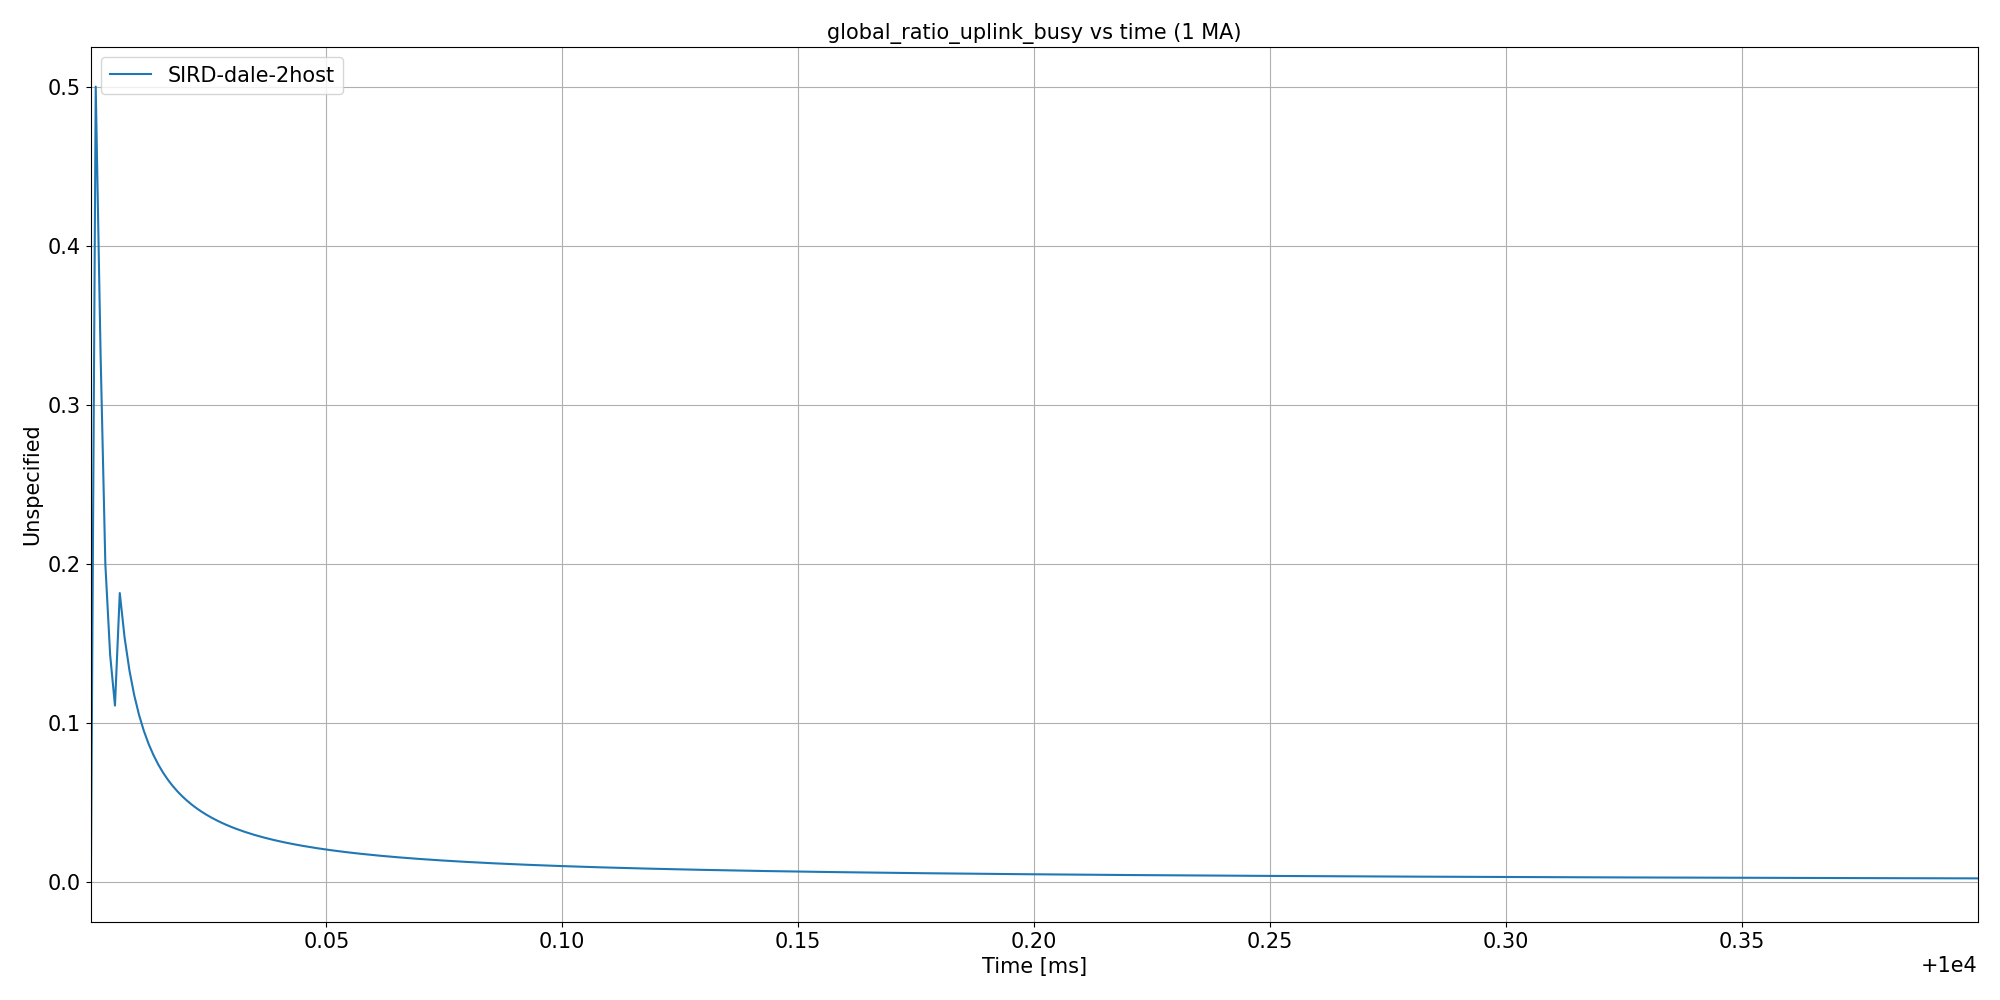 global_ratio_uplink_busy vs time (1 MA)
SIRD-dale-2host
0.5
0.4
0.3
0.2
0.1
0.0
Unspecified
0.05 0.10 0.15 0.20 0.25 0.30 0.35
Time [ms]
+1e4